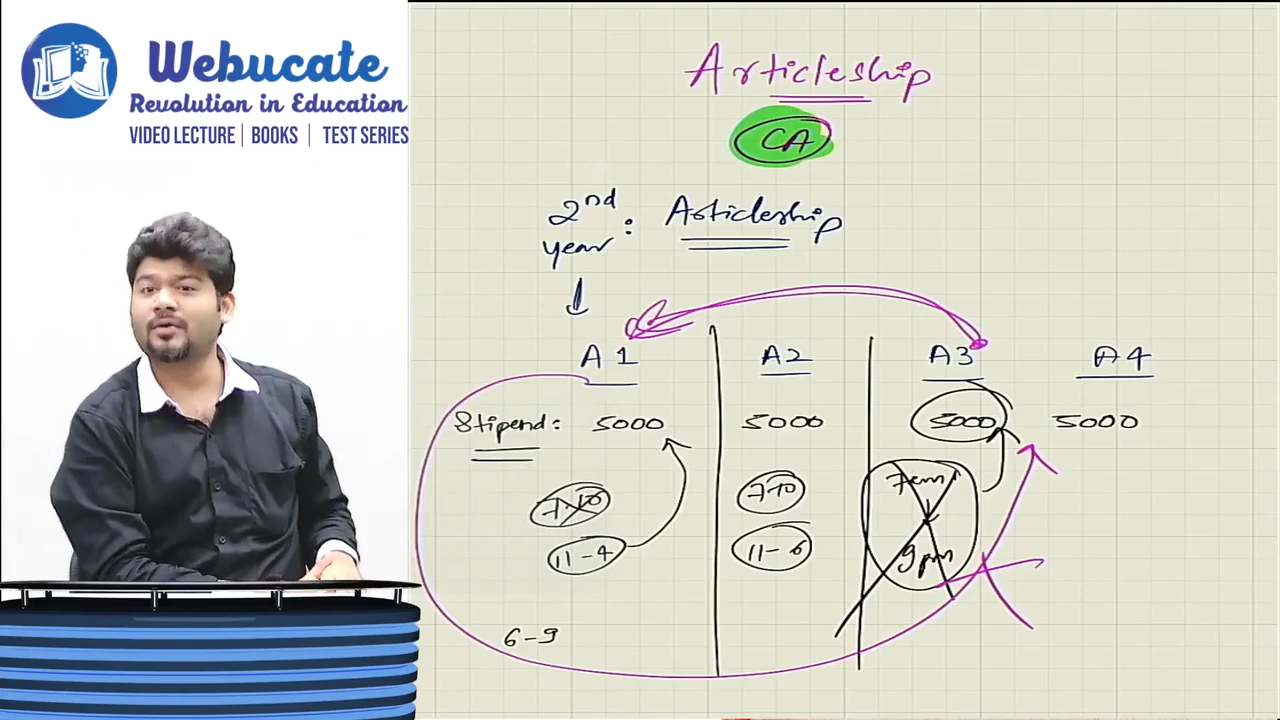 Webucate
Revolution in Education
VIDEO LECTURE | BOOKS | TEST SERIES
Articleship
CA
2nd year : Articleship
A1 A2 A3 A4
Stipend: 5000 5000 5000 5000
7-10 7-10 7am
11-4 11-6 9pm
6-9